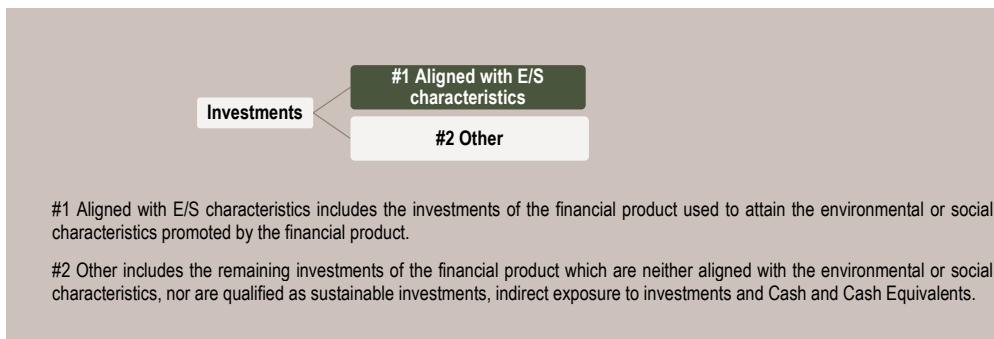 #1 Aligned with E/S
characteristics
Investments
#2 Other
#1 Aligned with E/S characteristics includes the investments of the financial product used to attain the environmental or social
characteristics promoted by the financial product.
#2 Other includes the remaining investments of the financial product which are neither aligned with the environmental or social
characteristics, nor are qualified as sustainable investments, indirect exposure to investments and Cash and Cash Equivalents.